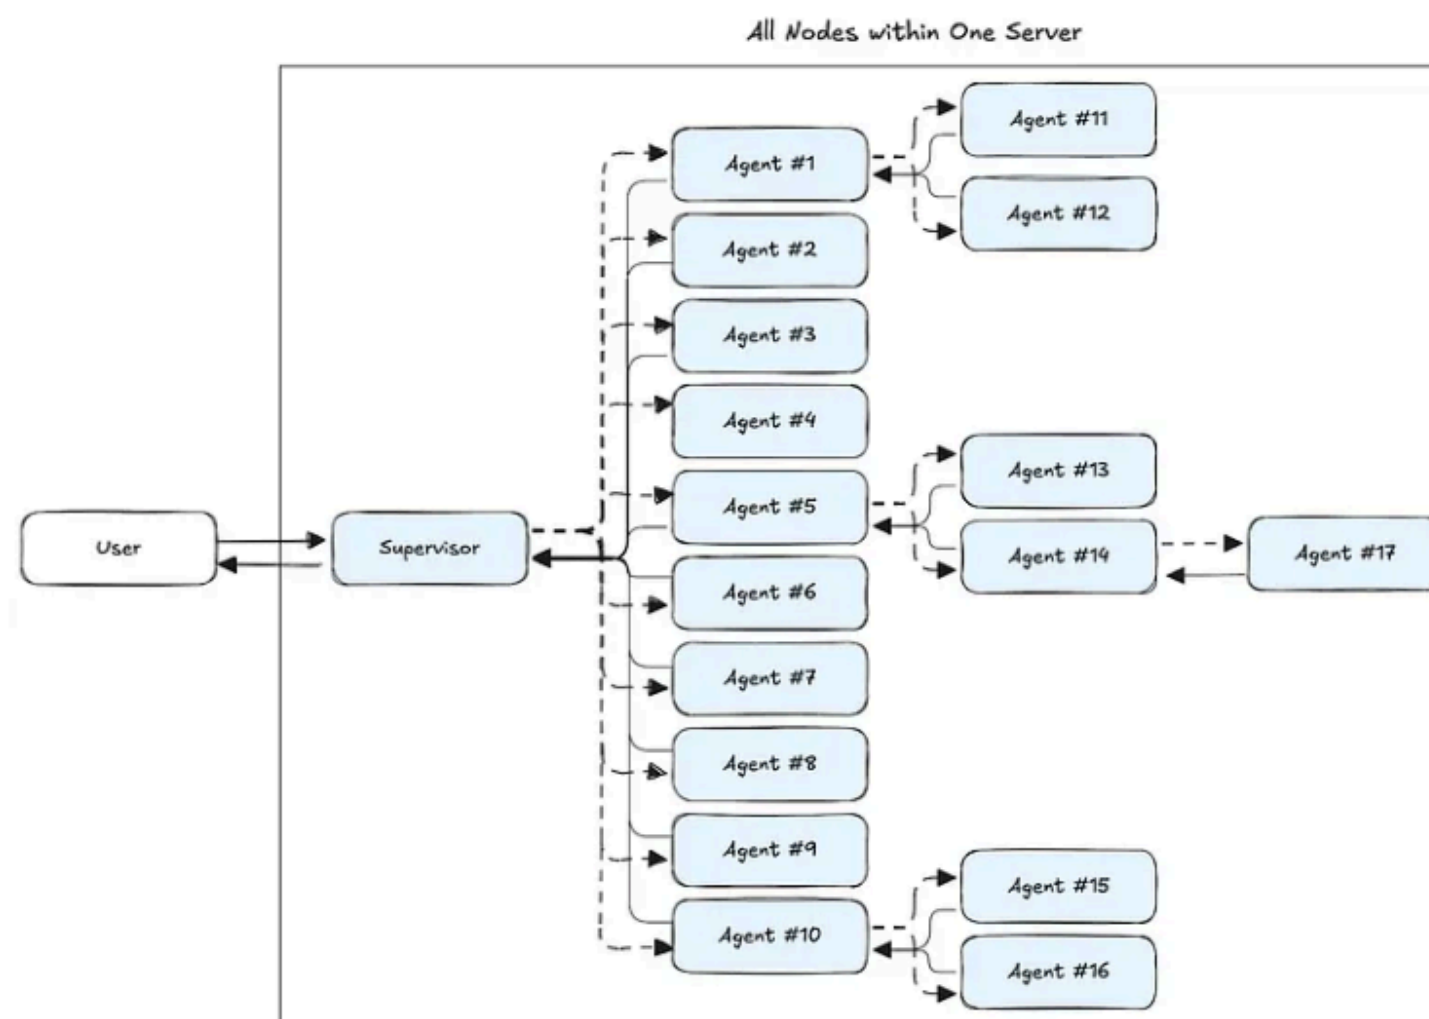 All Nodes within One Server
User
Supervisor
Agent #1
Agent #2
Agent #3
Agent #4
Agent #5
Agent #6
Agent #7
Agent #8
Agent #9
Agent #10
Agent #11
Agent #12
Agent #13
Agent #14
Agent #15
Agent #16
Agent #17